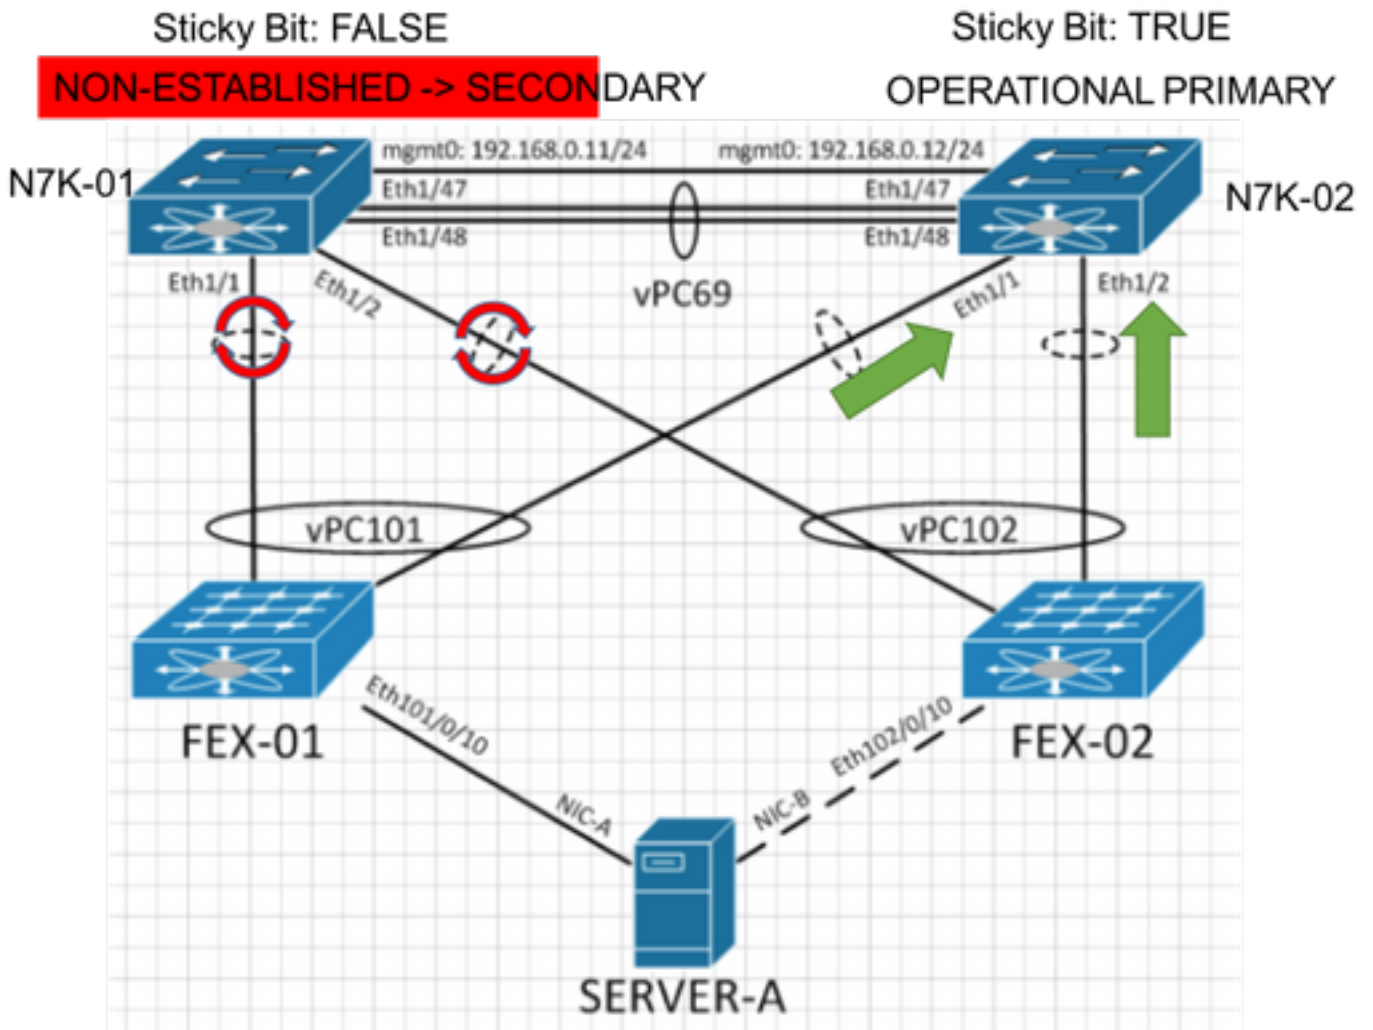 Sticky Bit: FALSE
Sticky Bit: TRUE
NON-ESTABLISHED -> SECONDARY
OPERATIONAL PRIMARY
mgmt0: 192.168.0.11/24
mgmt0: 192.168.0.12/24
N7K-01
Eth1/47
Eth1/47
N7K-02
Eth1/48
Eth1/48
Eth1/1
Eth1/2
vPC69
Eth1/1
Eth1/2
vPC101
vPC102
Eth101/0/10
Eth102/0/10
FEX-01
FEX-02
NIC-A
NIC-B
SERVER-A